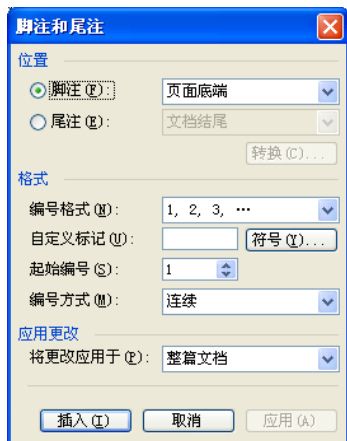 脚注和尾注
位置
脚注(F): 页面底端
尾注(E): 文档结尾
转换(C)...
格式
编号格式(N): 1, 2, 3, …
自定义标记(U): 符号(Y)...
起始编号(S): 1
编号方式(M): 连续
应用更改
将更改应用于(P): 整篇文档
插入(I) 取消 应用(A)